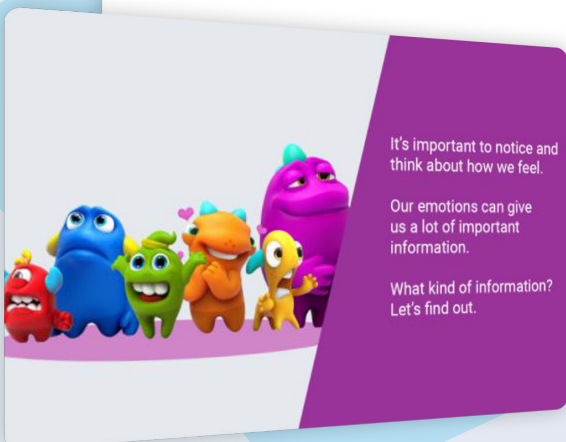 It's important to notice and
think about how we feel.
Our emotions can give
us a lot of important
information.
What kind of information?
Let's find out.